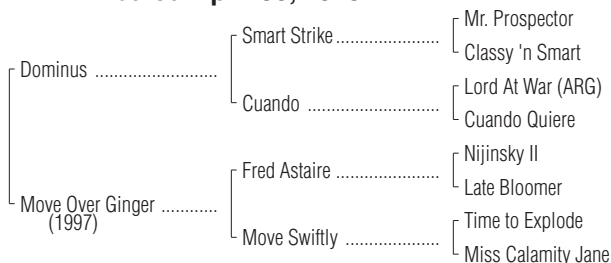 Dominus
Smart Strike
Mr. Prospector
Classy 'n Smart
Cuando
Lord At War (ARG)
Cuando Quiere
Move Over Ginger
(1997)
Fred Astaire
Nijinsky II
Late Bloomer
Move Swiftly
Time to Explode
Miss Calamity Jane